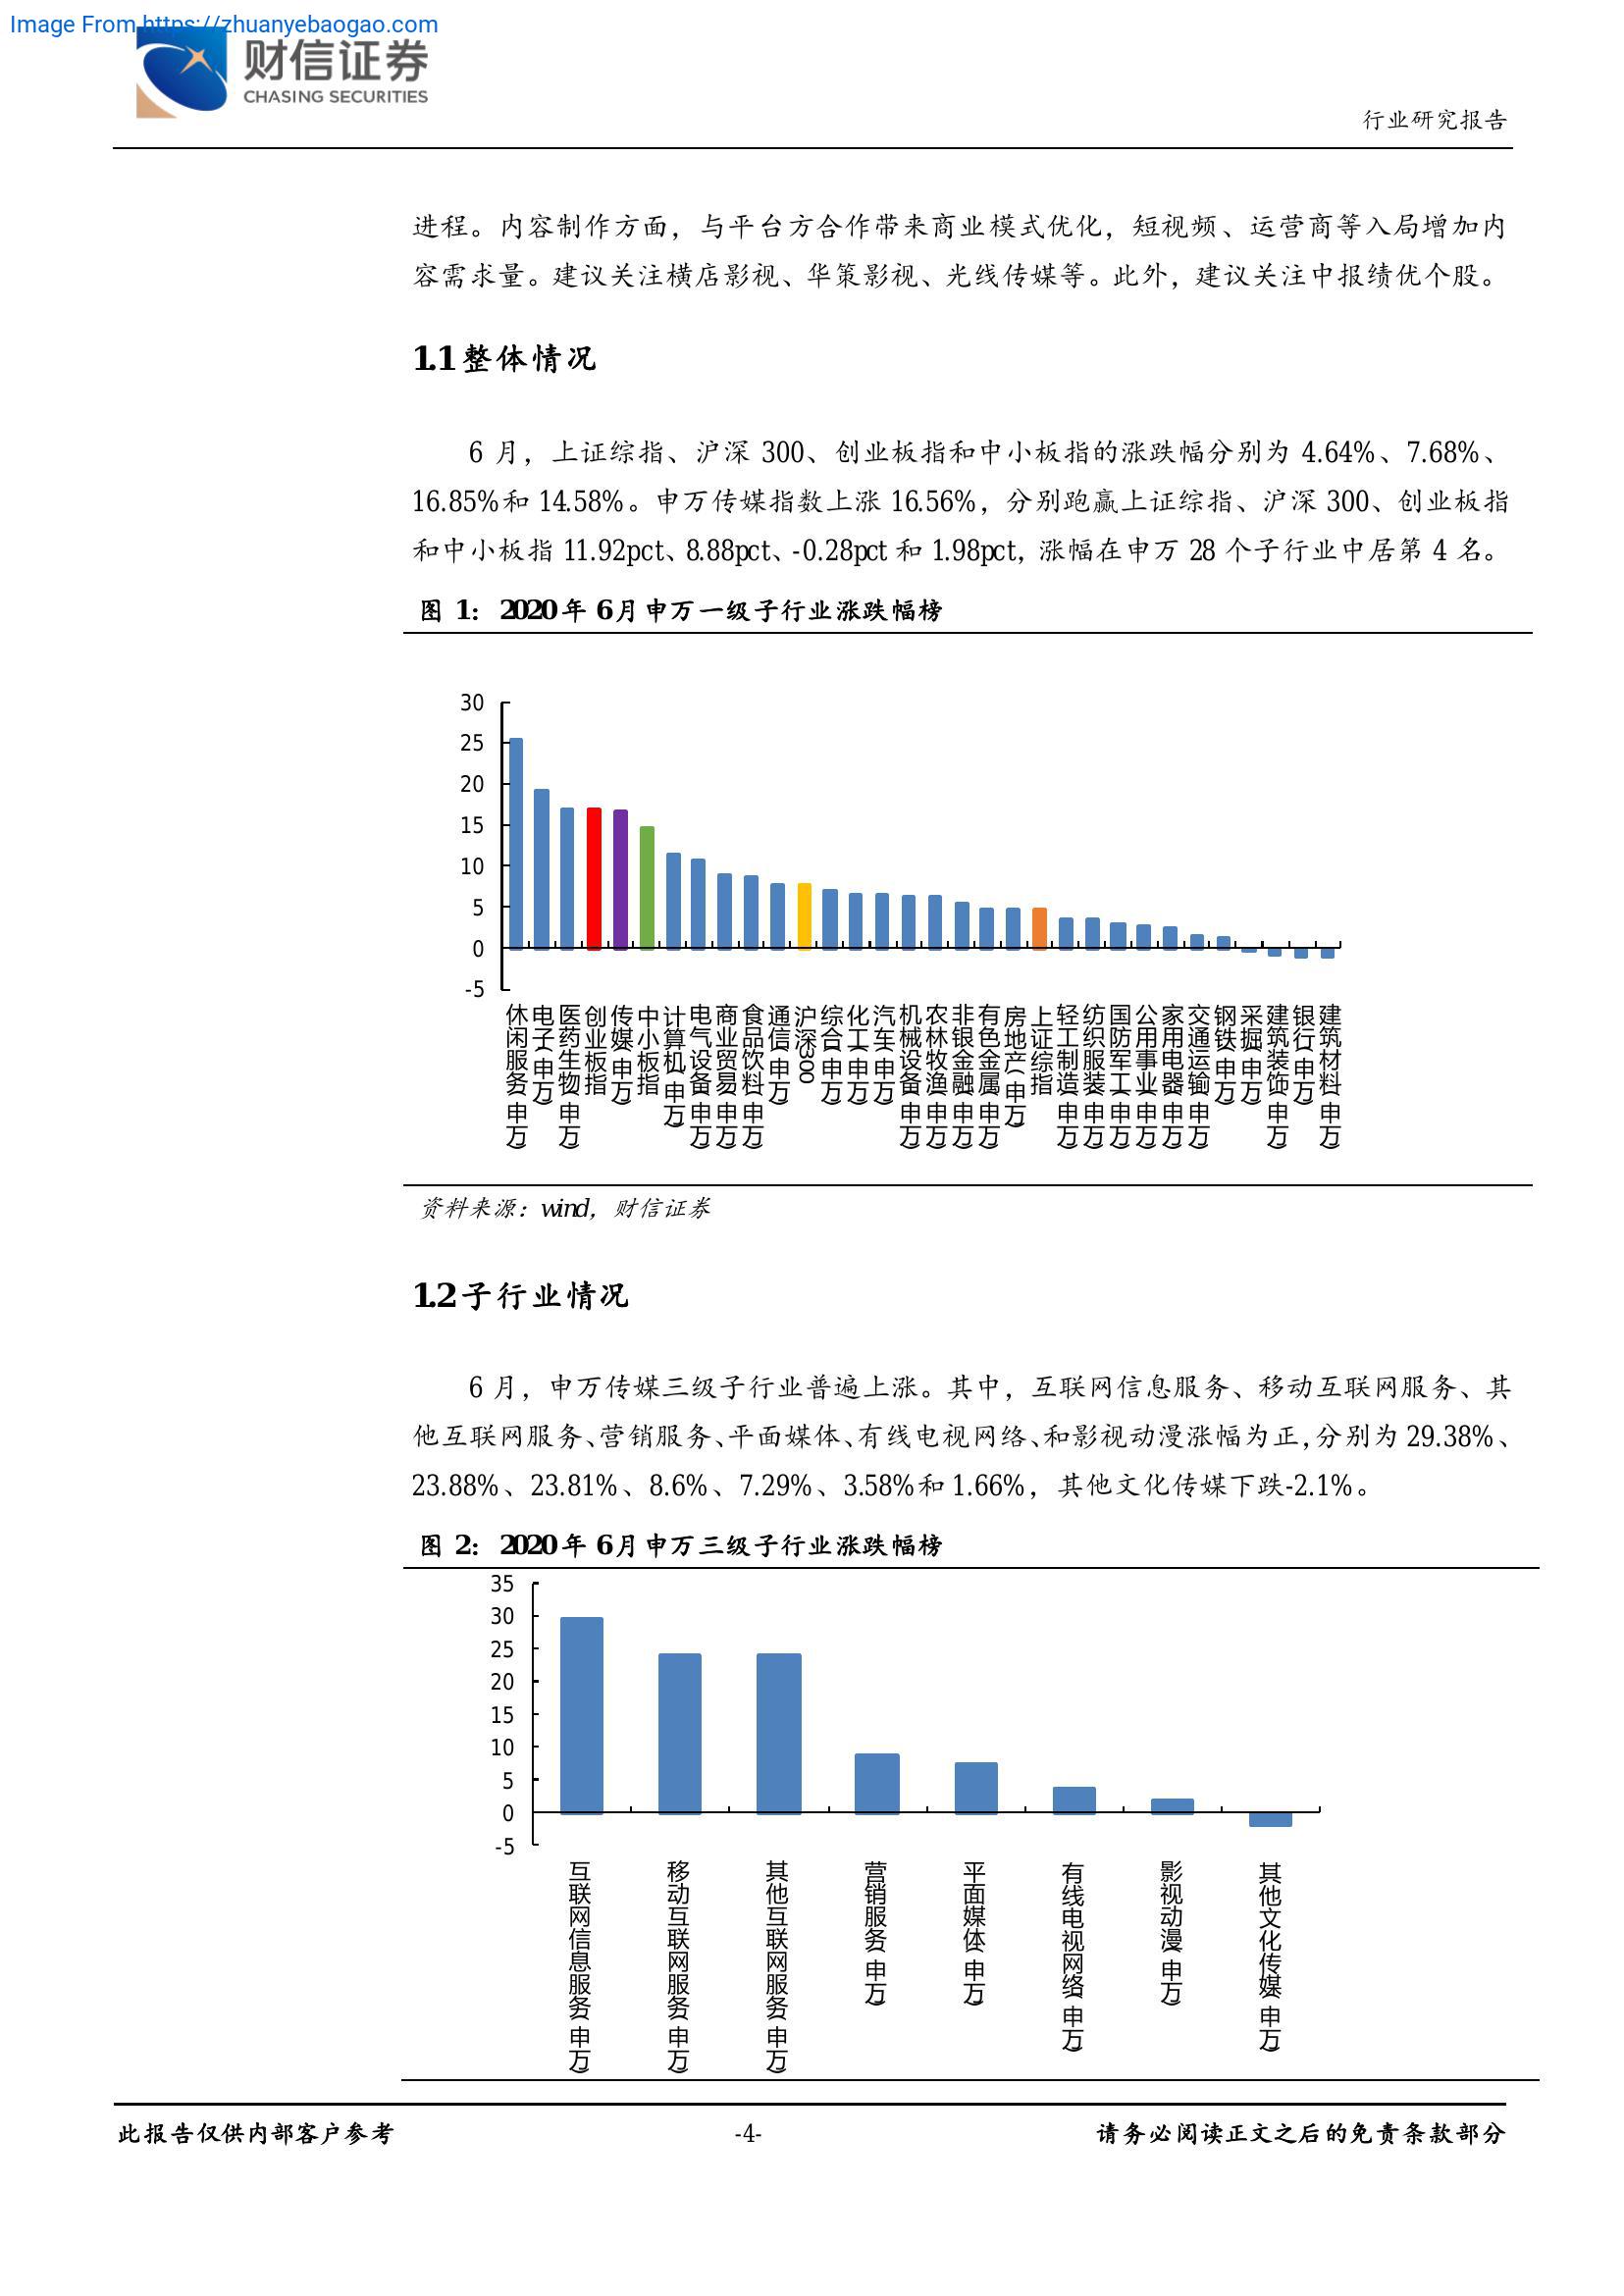 Image From https://zhuanyebaogao.com
财信证券
CHASING SECURITIES
行业研究报告
进程。内容制作方面，与平台方合作带来商业模式优化，短视频、运营商等入局增加内
容需求量。建议关注横店影视、华策影视、光线传媒等。此外，建议关注中报绩优个股。
1.1整体情况
6 月，上证综指、沪深 300、创业板指和中小板指的涨跌幅分别为 4.64%、7.68%、
16.85%和 14.58%。申万传媒指数上涨 16.56%，分别跑赢上证综指、沪深 300、创业板指
和中小板指 11.92pct、8.88pct、-0.28pct 和 1.98pct，涨幅在申万 28 个子行业中居第 4 名。
图 1： 2020 年 6月申万一级子行业涨跌幅榜
30
25
20
15
10
5
0
-5
休闲服务(申万)
电子(申万)
医药生物(申万)
创业板指
传媒(申万)
中小板指
计算机(申万)
电气设备(申万)
商业贸易(申万)
食品饮料(申万)
通信(申万)
沪深300
综合(申万)
化工(申万)
汽车(申万)
机械设备(申万)
农林牧渔(申万)
非银金融(申万)
有色金属(申万)
房地产(申万)
上证综指
轻工制造(申万)
纺织服装(申万)
国防军工(申万)
公用事业(申万)
家用电器(申万)
交通运输(申万)
钢铁(申万)
采掘(申万)
建筑装饰(申万)
银行(申万)
建筑材料(申万)
资料来源：wind，财信证券
1.2子行业情况
6 月，申万传媒三级子行业普遍上涨。其中，互联网信息服务、移动互联网服务、其
他互联网服务、营销服务、平面媒体、有线电视网络、和影视动漫涨幅为正，分别为 29.38%、
23.88%、23.81%、8.6%、7.29%、3.58%和 1.66%，其他文化传媒下跌-2.1%。
图 2： 2020 年 6月申万三级子行业涨跌幅榜
35
30
25
20
15
10
5
0
-5
互联网信息服务(申万)
移动互联网服务(申万)
其他互联网服务(申万)
营销服务(申万)
平面媒体(申万)
有线电视网络(申万)
影视动漫(申万)
其他文化传媒(申万)
此报告仅供内部客户参考
-4-
请务必阅读正文之后的免责条款部分